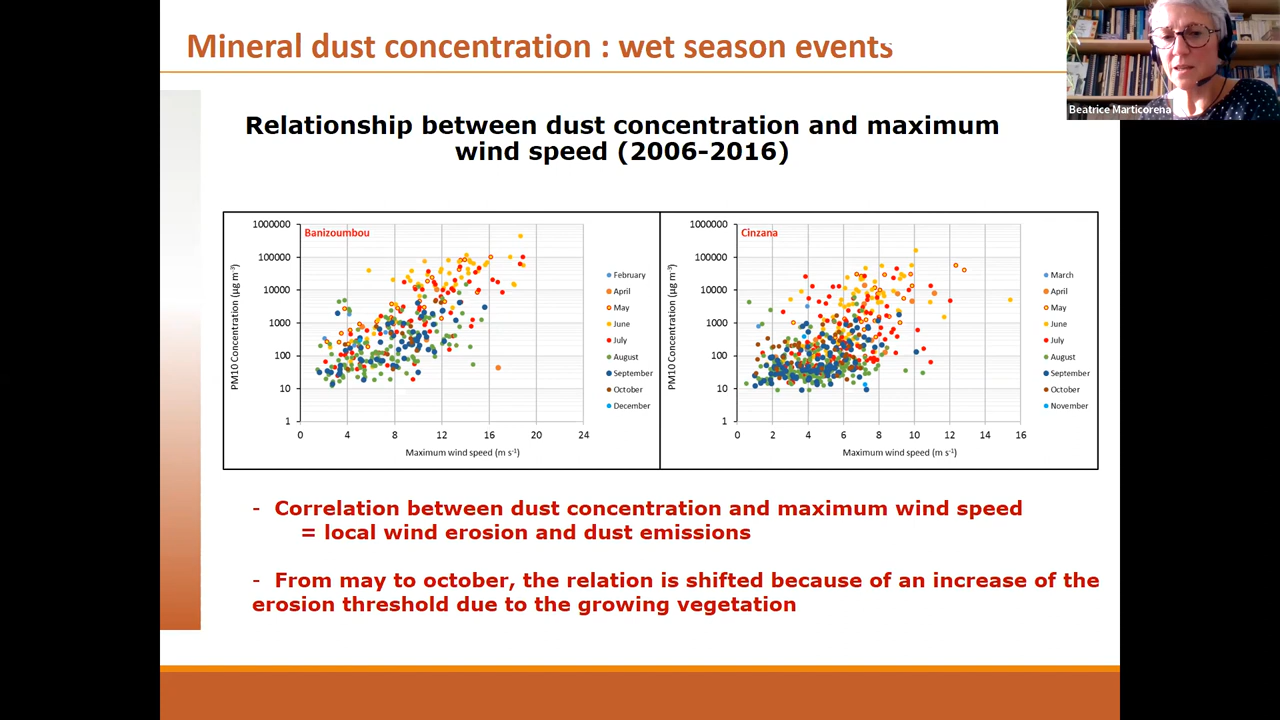 Mineral dust concentration : wet season events
Beatrice Marticorena
Relationship between dust concentration and maximum
wind speed (2006-2016)
Banizoumbou
PM10 Concentration (µg m-3)
1000000
100000
10000
1000
100
10
1
0 4 8 12 16 20 24
Maximum wind speed (m s-1)
February
April
May
June
July
August
September
October
December
Cinzana
PM10 Concentration (µg m-3)
1000000
100000
10000
1000
100
10
1
0 2 4 6 8 10 12 14 16
Maximum wind speed (m s-1)
March
April
May
June
July
August
September
October
November
- Correlation between dust concentration and maximum wind speed
= local wind erosion and dust emissions
- From may to october, the relation is shifted because of an increase of the
erosion threshold due to the growing vegetation